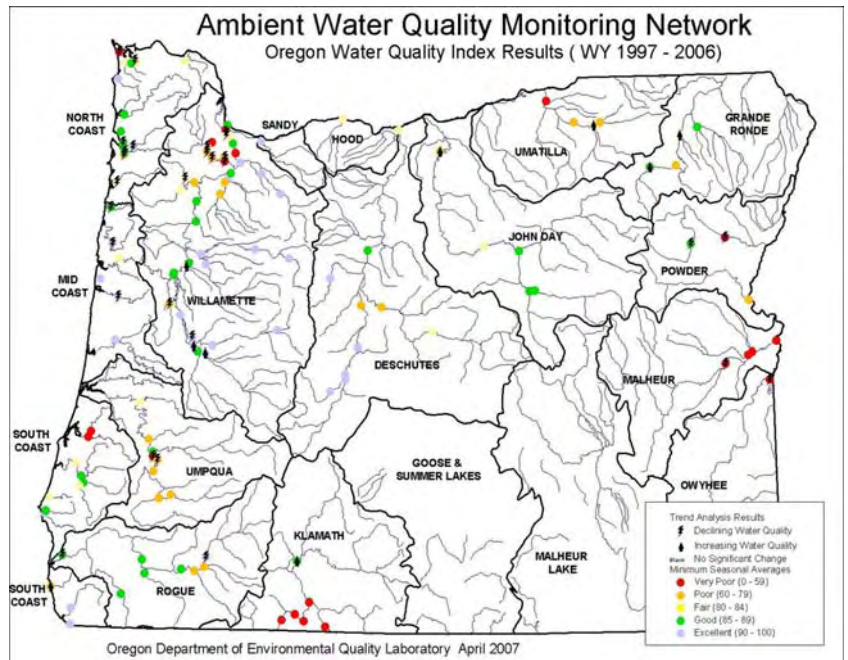 Ambient Water Quality Monitoring Network
Oregon Water Quality Index Results ( WY 1997 - 2006)
NORTH
COAST
SANDY
HOOD
UMATILLA
GRANDE
RONDE
JOHN DAY
POWDER
MID
COAST
WILLAMETTE
DESCHUTES
MALHEUR
SOUTH
COAST
UMPQUA
GOOSE &
SUMMER LAKES
OWYHEE
KLAMATH
MALHEUR
LAKE
SOUTH
COAST
ROGUE
Trend Analysis Results
Declining Water Quality
Increasing Water Quality
Blank No Significant Change
Minimum Seasonal Averages
Very Poor (0 - 59)
Poor (60 - 79)
Fair (80 - 84)
Good (85 - 89)
Excellent (90 - 100)
Oregon Department of Environmental Quality Laboratory April 2007